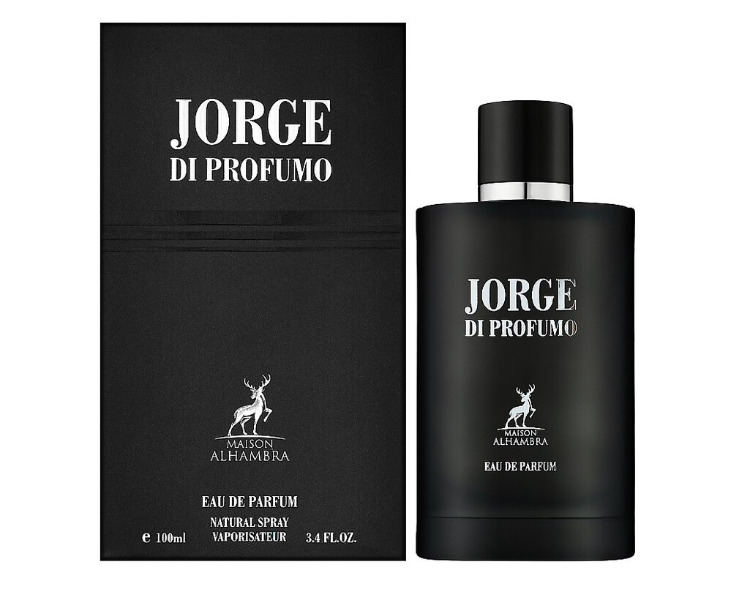 JORGE
DI PROFUMO
MAISON
ALHAMBRA
EAU DE PARFUM
NATURAL SPRAY
e 100ml VAPORISATEUR 3.4 FL.OZ.
JORGE
DI PROFUMO
MAISON
ALHAMBRA
EAU DE PARFUM